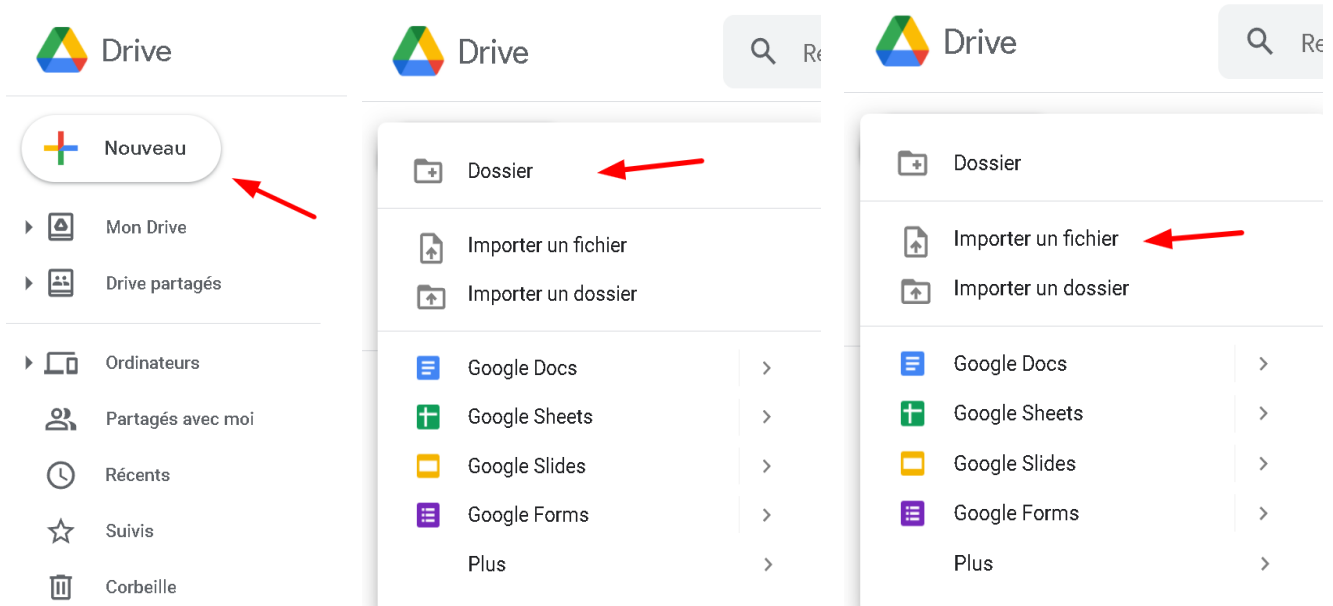 Drive
Nouveau
Mon Drive
Drive partagés
Ordinateurs
Partagés avec moi
Récents
Suivis
Corbeille
Drive
Dossier
Importer un fichier
Importer un dossier
Google Docs
Google Sheets
Google Slides
Google Forms
Plus
Drive
Dossier
Importer un fichier
Importer un dossier
Google Docs
Google Sheets
Google Slides
Google Forms
Plus